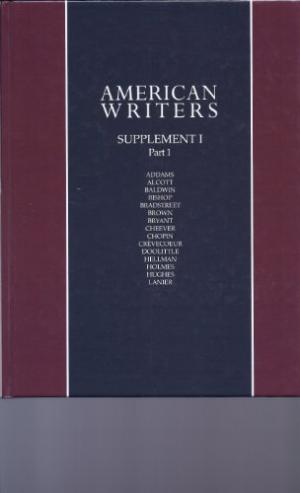 AMERICAN
WRITERS
SUPPLEMENT I
Part 1
ADDAMS
ALCOTT
BALDWIN
BISHOP
BRADSTREET
BROWN
BRYANT
CHEEVER
CHOPIN
CRÈVECOEUR
DOOLITTLE
HELLMAN
HOLMES
HUGHES
LANIER